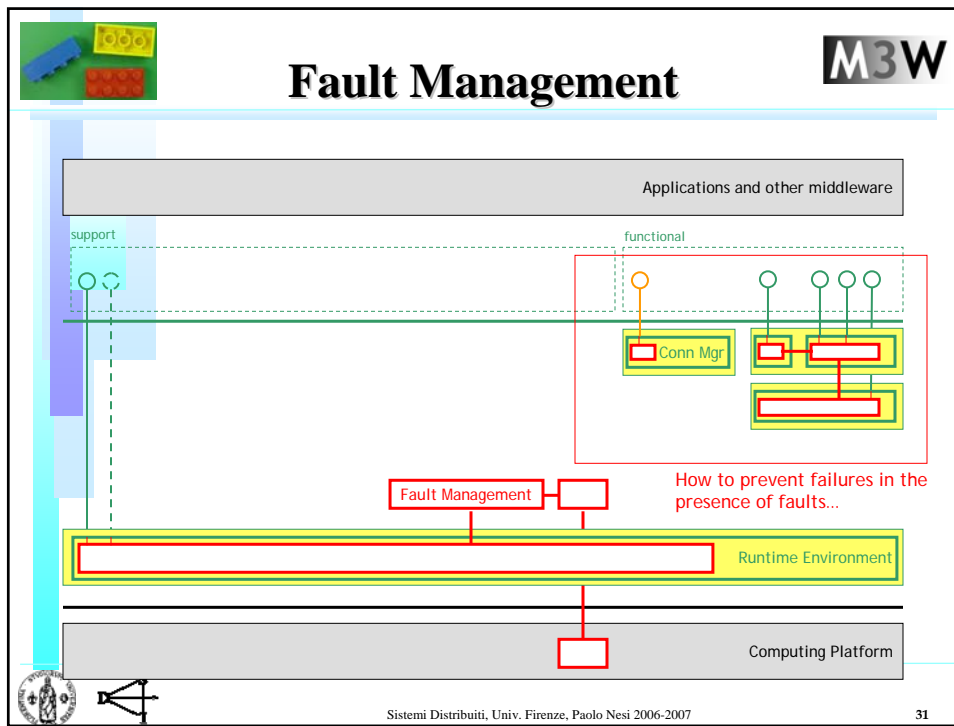 Fault Management
M3W
Applications and other middleware
support
functional
Conn Mgr
How to prevent failures in the
presence of faults...
Fault Management
Runtime Environment
Computing Platform
Sistemi Distribuiti, Univ. Firenze, Paolo Nesi 2006-2007
31